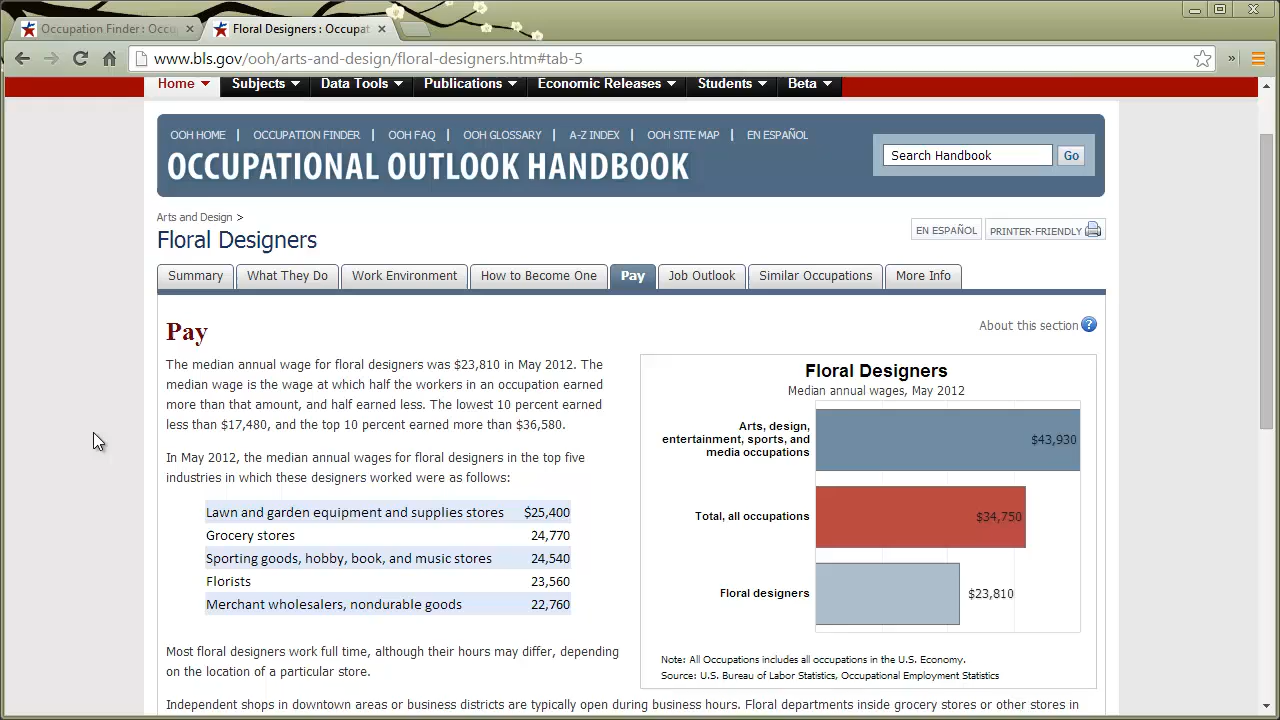 Occupation Finder : Occu
Floral Designers : Occupat
www.bls.gov/ooh/arts-and-design/floral-designers.htm#tab-5
Home Subjects Data Tools Publications Economic Releases Students Beta
OOH HOME | OCCUPATION FINDER | OOH FAQ | OOH GLOSSARY | A-Z INDEX | OOH SITE MAP | EN ESPAÑOL
OCCUPATIONAL OUTLOOK HANDBOOK
Search Handbook Go
Arts and Design >
Floral Designers
EN ESPAÑOL PRINTER-FRIENDLY
Summary What They Do Work Environment How to Become One Pay Job Outlook Similar Occupations More Info
Pay
About this section ?
The median annual wage for floral designers was $23,810 in May 2012. The
median wage is the wage at which half the workers in an occupation earned
more than that amount, and half earned less. The lowest 10 percent earned
less than $17,480, and the top 10 percent earned more than $36,580.
In May 2012, the median annual wages for floral designers in the top five
industries in which these designers worked were as follows:
Lawn and garden equipment and supplies stores $25,400
Grocery stores 24,770
Sporting goods, hobby, book, and music stores 24,540
Florists 23,560
Merchant wholesalers, nondurable goods 22,760
Most floral designers work full time, although their hours may differ, depending
on the location of a particular store.
Independent shops in downtown areas or business districts are typically open during business hours. Floral departments inside grocery stores or other stores in
Floral Designers
Median annual wages, May 2012
Arts, design,
entertainment, sports, and
media occupations
$43,930
Total, all occupations
$34,750
Floral designers
$23,810
Note: All Occupations includes all occupations in the U.S. Economy.
Source: U.S. Bureau of Labor Statistics, Occupational Employment Statistics